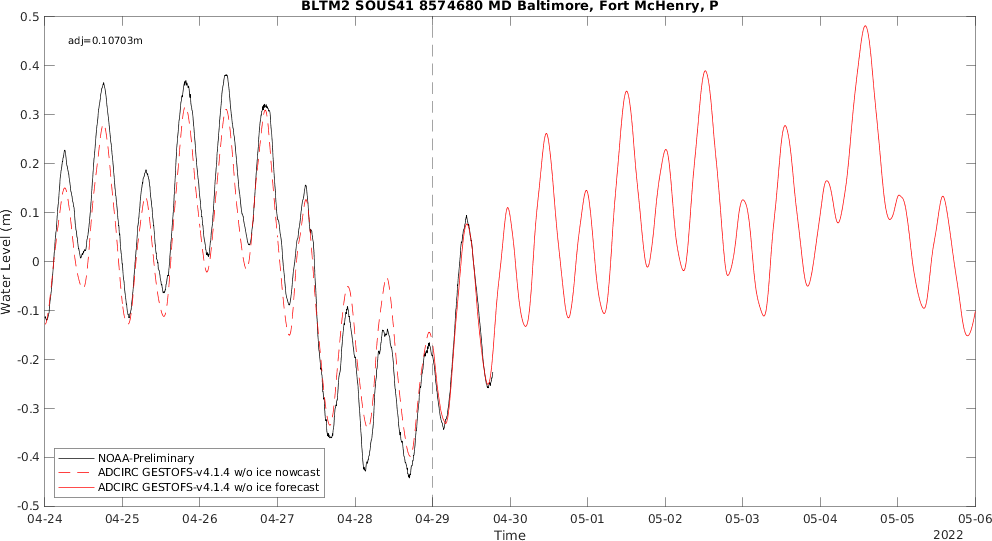 BLTM2 SOUS41 8574680 MD Baltimore, Fort McHenry, P
adj=0.10703m
0.5
0.4
0.3
0.2
0.1
0
-0.1
-0.2
-0.3
-0.4
-0.5
Water Level (m)
NOAA-Preliminary
ADCIRC GESTOFS-v4.1.4 w/o ice nowcast
ADCIRC GESTOFS-v4.1.4 w/o ice forecast
04-24 04-25 04-26 04-27 04-28 04-29 04-30 05-01 05-02 05-03 05-04 05-05 05-06
Time
2022